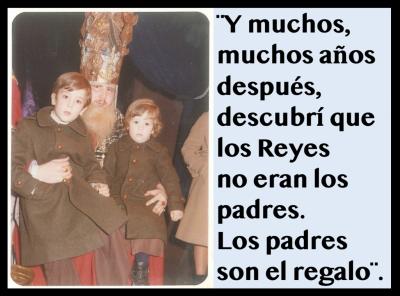 ¨Y muchos,
muchos años
después,
descubrí que
los Reyes
no eran los
padres.
Los padres
son el regalo¨.